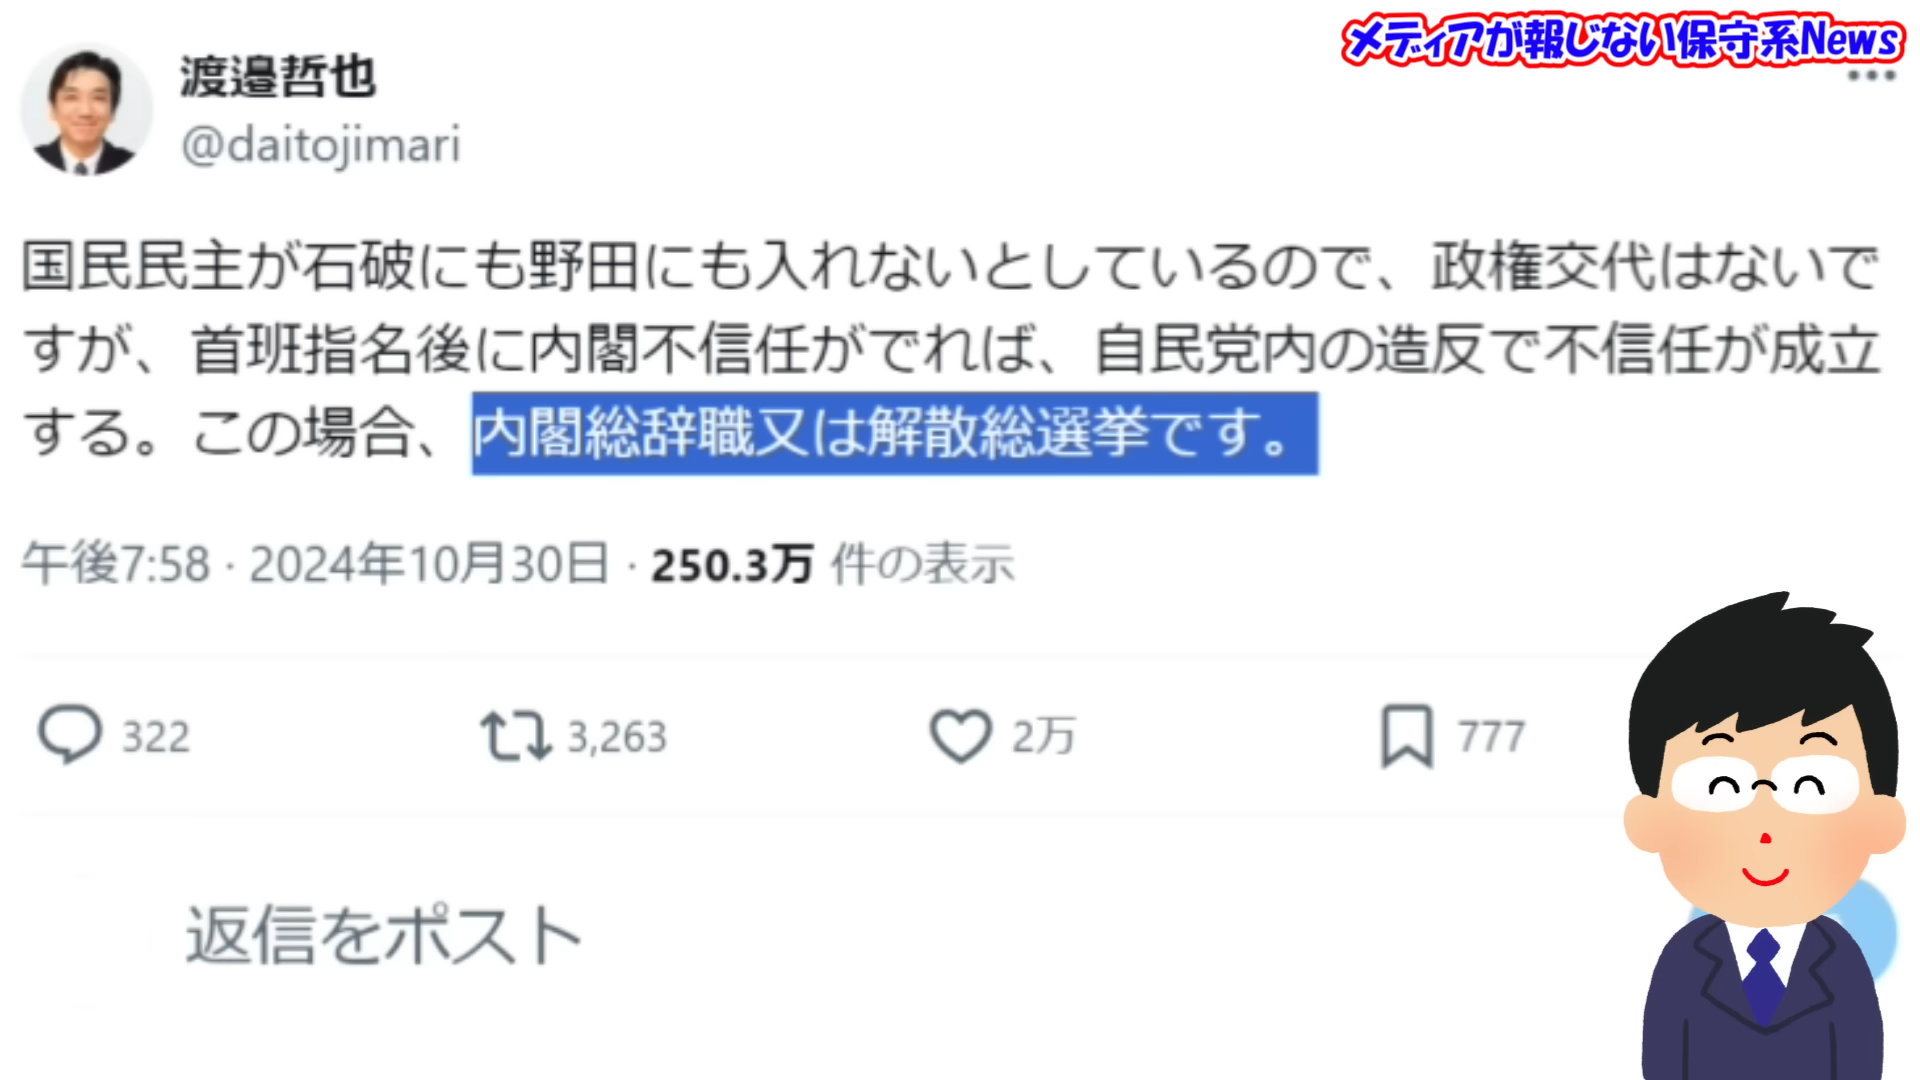 メディアが報じない保守系News
渡邉哲也
@daitojimari
国民民主が石破にも野田にも入れないとしているので、政権交代はないで
すが、首班指名後に内閣不信任がでれば、自民党内の造反で不信任が成立
する。この場合、内閣総辞職又は解散総選挙です。
午後7:58 · 2024年10月30日 · 250.3万 件の表示
322 3,263 2万 777
返信をポスト